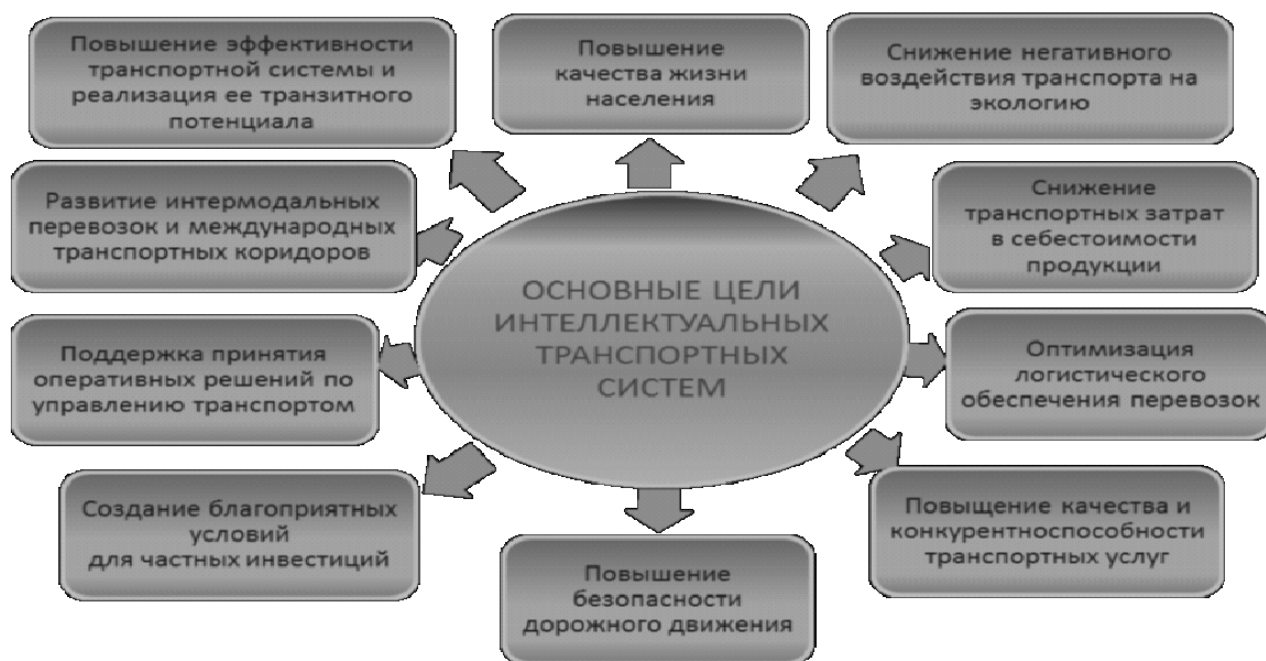 Повышение эффективности
транспортной системы и
реализация ее транзитного
потенциала
Повышение
качества жизни
населения
Снижение негативного
воздействия транспорта на
экологию
Развитие интермодальных
перевозок и международных
транспортных коридоров
Снижение
транспортных затрат
в себестоимости
продукции
ОСНОВНЫЕ ЦЕЛИ
ИНТЕЛЛЕКТУАЛЬНЫХ
ТРАНСПОРТНЫХ
СИСТЕМ
Поддержка принятия
оперативных решений по
управлению транспортом
Оптимизация
логистического
обеспечения перевозок
Создание благоприятных
условий
для частных инвестиций
Повыщение качества и
конкурентноспособности
транспортных услуг
Повышение
безопасности
дорожного движения